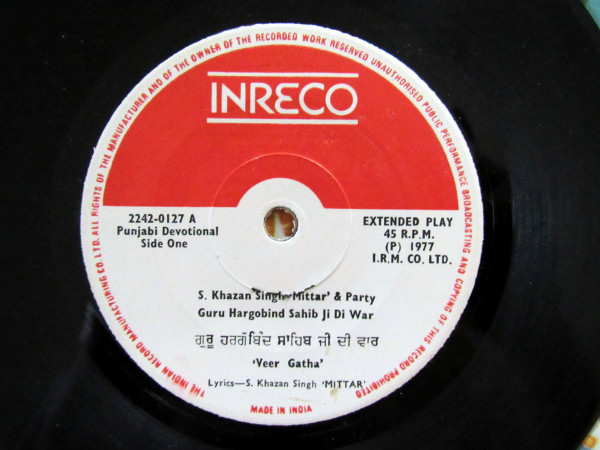 THE INDIAN RECORD MANUFACTURING CO. LTD. ALL RIGHTS OF THE MANUFACTURER AND OF THE OWNER OF THE RECORDED WORK RESERVED UNAUTHORISED PUBLIC PERFORMANCE BROADCASTING AND COPYING OF THIS RECORD PROHIBITED
INRECO
2242-0127 A
Punjabi Devotional
Side One
EXTENDED PLAY
45 R.P.M.
(P) 1977
I.R.M. CO. LTD.
S. Khazan Singh 'Mittar' & Party
Guru Hargobind Sahib Ji Di War
ਗੁਰੂ ਹਰਗੋਬਿੰਦ ਸਾਹਿਬ ਜੀ ਦੀ ਵਾਰ
'Veer Gatha'
Lyrics—S. Khazan Singh 'MITTAR'
MADE IN INDIA